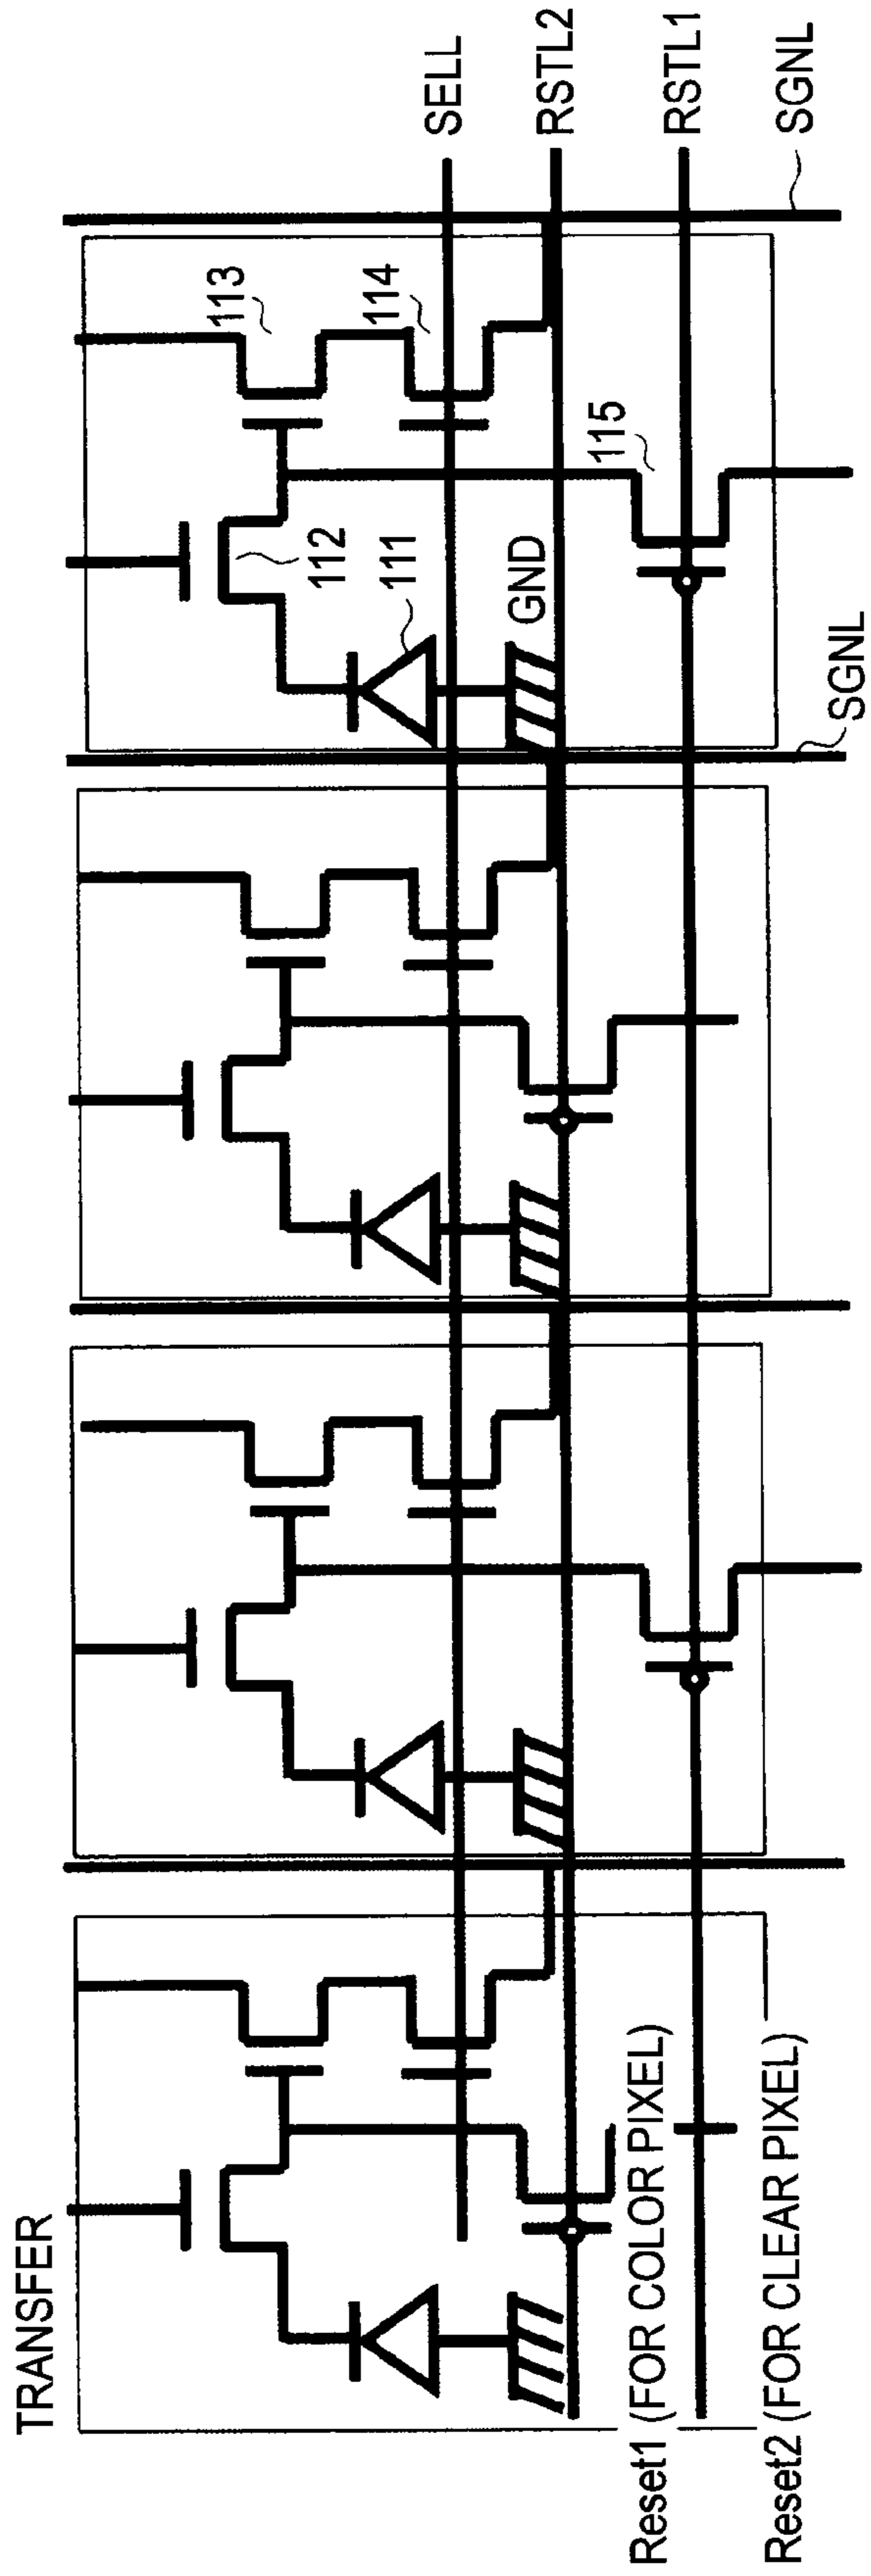 TRANSFER
SELL
RSTL2
RSTL1
SGNL
113
114
115
112
111
GND
SGNL
Reset1 (FOR COLOR PIXEL)
Reset2 (FOR CLEAR PIXEL)